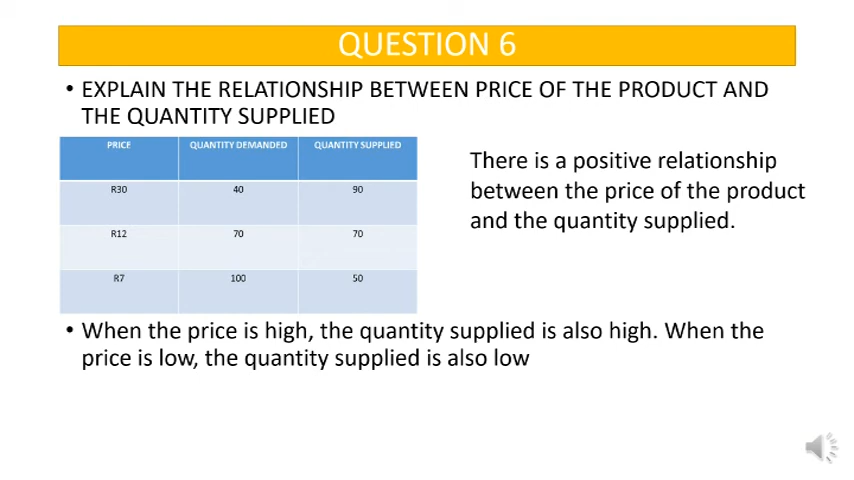 QUESTION 6
• EXPLAIN THE RELATIONSHIP BETWEEN PRICE OF THE PRODUCT AND
THE QUANTITY SUPPLIED
PRICE QUANTITY DEMANDED QUANTITY SUPPLIED
R30 40 90
R12 70 70
R7 100 50
There is a positive relationship
between the price of the product
and the quantity supplied.
• When the price is high, the quantity supplied is also high. When the
price is low, the quantity supplied is also low